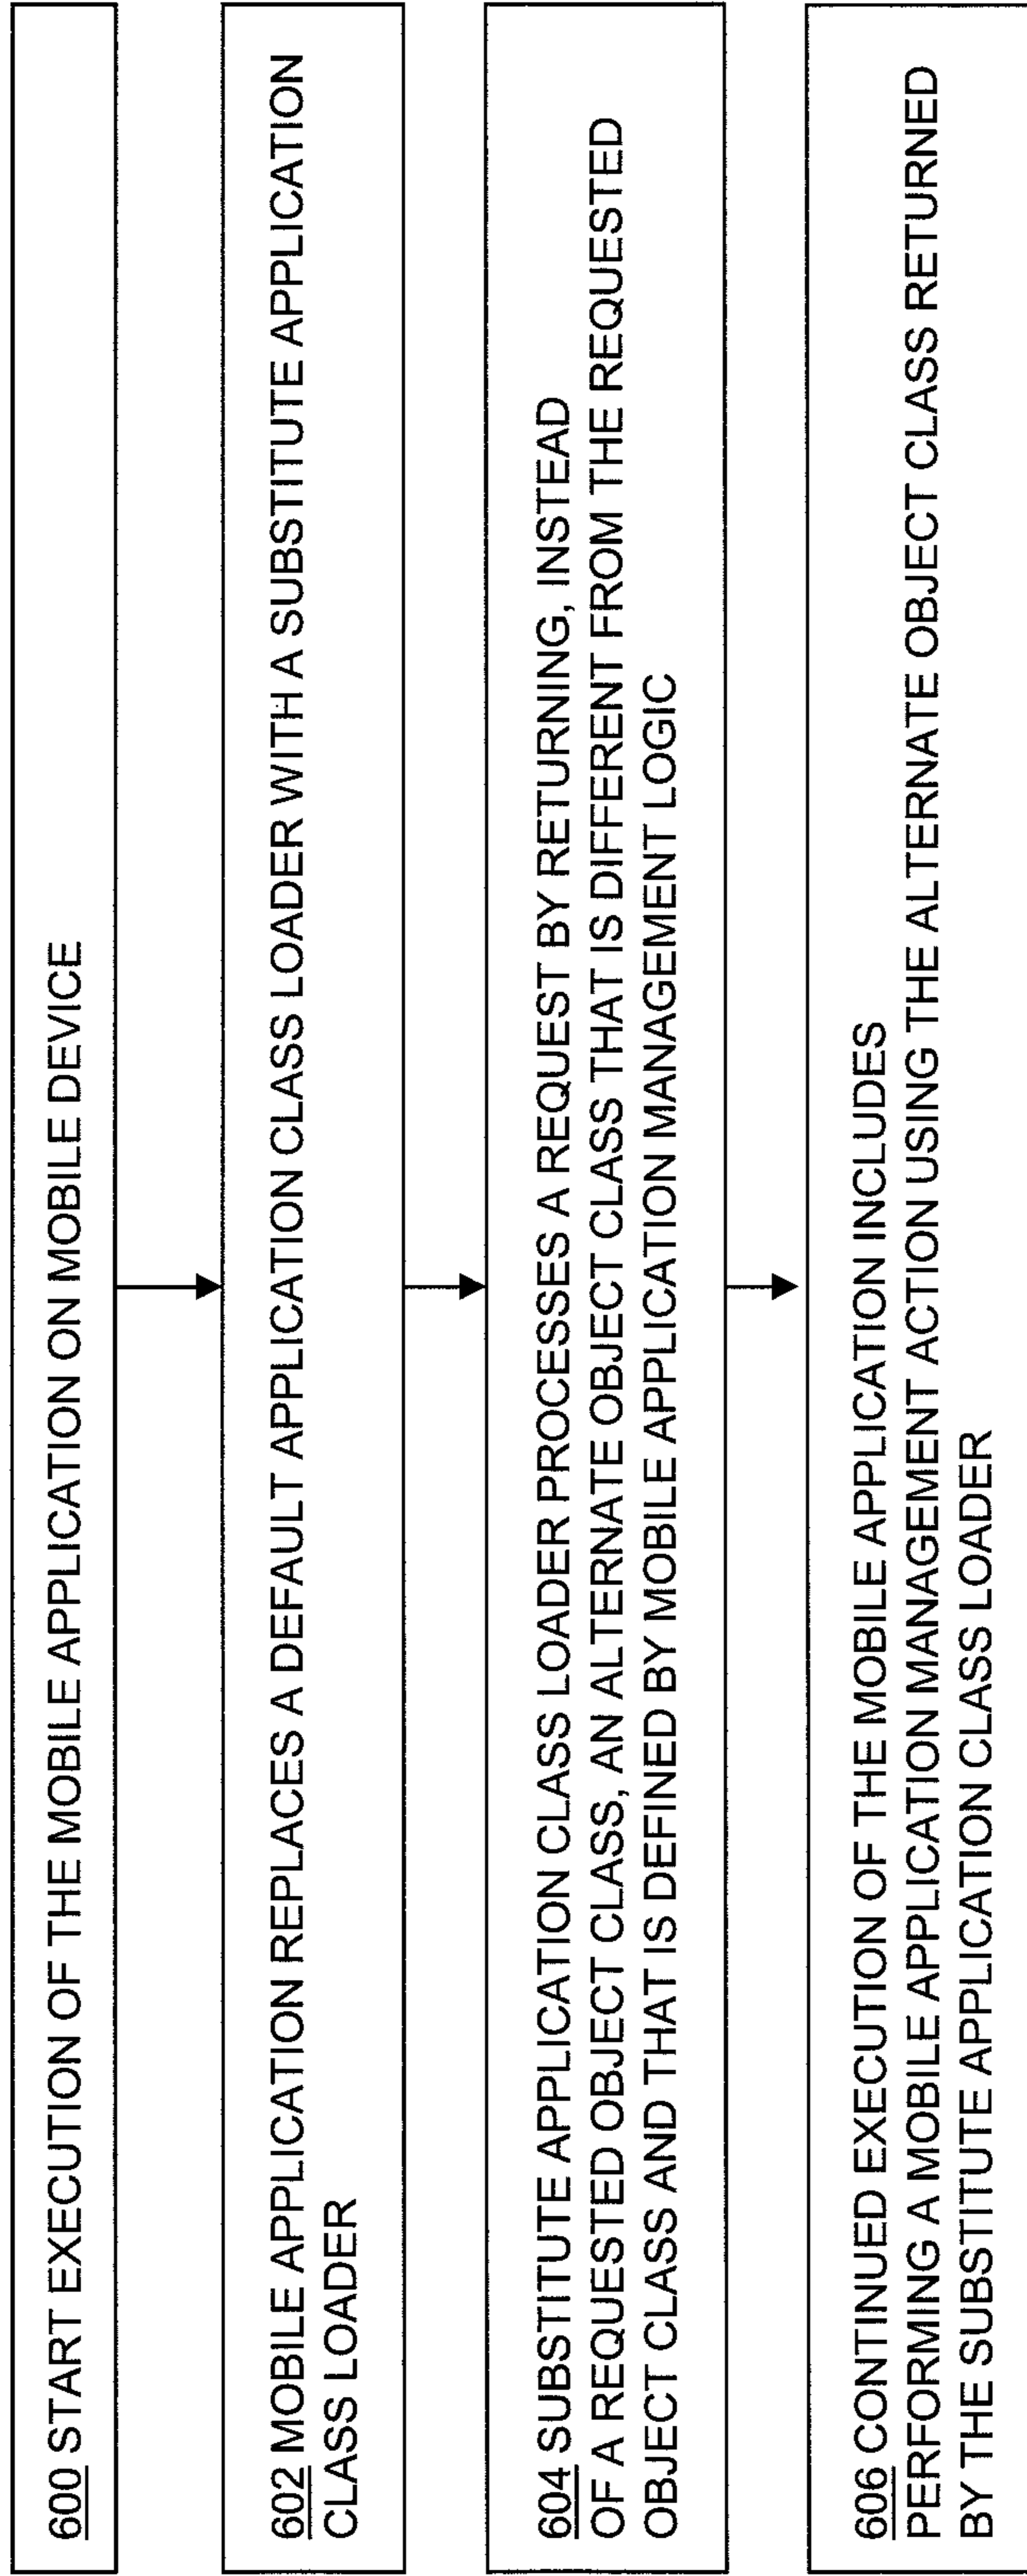 600 START EXECUTION OF THE MOBILE APPLICATION ON MOBILE DEVICE
602 MOBILE APPLICATION REPLACES A DEFAULT APPLICATION CLASS LOADER WITH A SUBSTITUTE APPLICATION
CLASS LOADER
604 SUBSTITUTE APPLICATION CLASS LOADER PROCESSES A REQUEST BY RETURNING, INSTEAD
OF A REQUESTED OBJECT CLASS, AN ALTERNATE OBJECT CLASS THAT IS DIFFERENT FROM THE REQUESTED
OBJECT CLASS AND THAT IS DEFINED BY MOBILE APPLICATION MANAGEMENT LOGIC
606 CONTINUED EXECUTION OF THE MOBILE APPLICATION INCLUDES
PERFORMING A MOBILE APPLICATION MANAGEMENT ACTION USING THE ALTERNATE OBJECT CLASS RETURNED
BY THE SUBSTITUTE APPLICATION CLASS LOADER